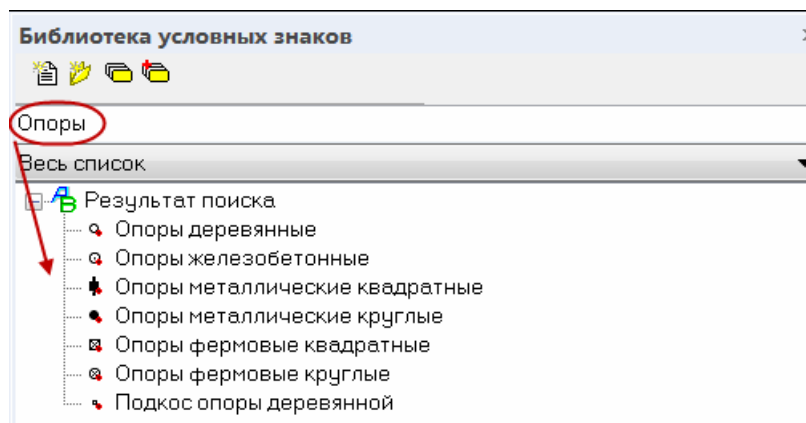 Библиотека условных знаков
Опоры
Весь список
Результат поиска
Опоры деревянные
Опоры железобетонные
Опоры металлические квадратные
Опоры металлические круглые
Опоры фермовые квадратные
Опоры фермовые круглые
Подкос опоры деревянной